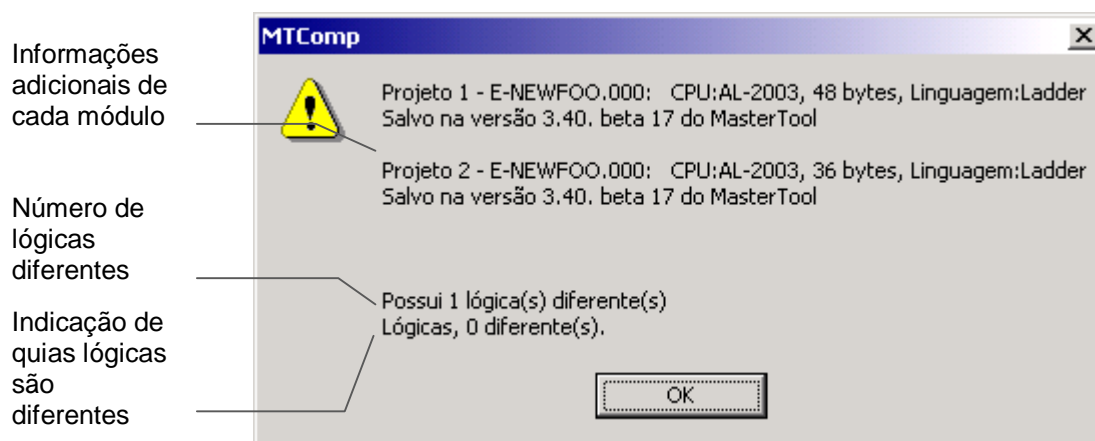 Informações
adicionais de
cada módulo
Número de
lógicas
diferentes
Indicação de
quias lógicas
são
diferentes
MTComp
Projeto 1 - E-NEWFOO.000: CPU:AL-2003, 48 bytes, Linguagem:Ladder
Salvo na versão 3.40. beta 17 do MasterTool
Projeto 2 - E-NEWFOO.000: CPU:AL-2003, 36 bytes, Linguagem:Ladder
Salvo na versão 3.40. beta 17 do MasterTool
Possui 1 lógica(s) diferente(s)
Lógicas, 0 diferente(s).
OK